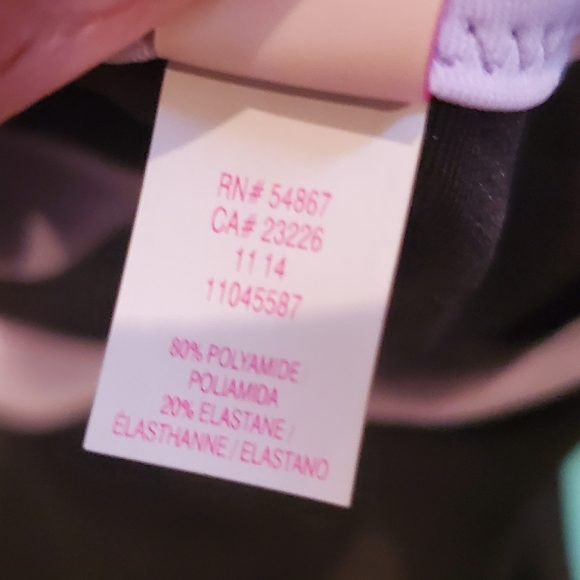 RN# 54867
CA# 23226
11 14
11045587
80% POLYAMIDE
POLIAMIDA
20% ELASTANE /
ÉLASTHANNE / ELASTANO